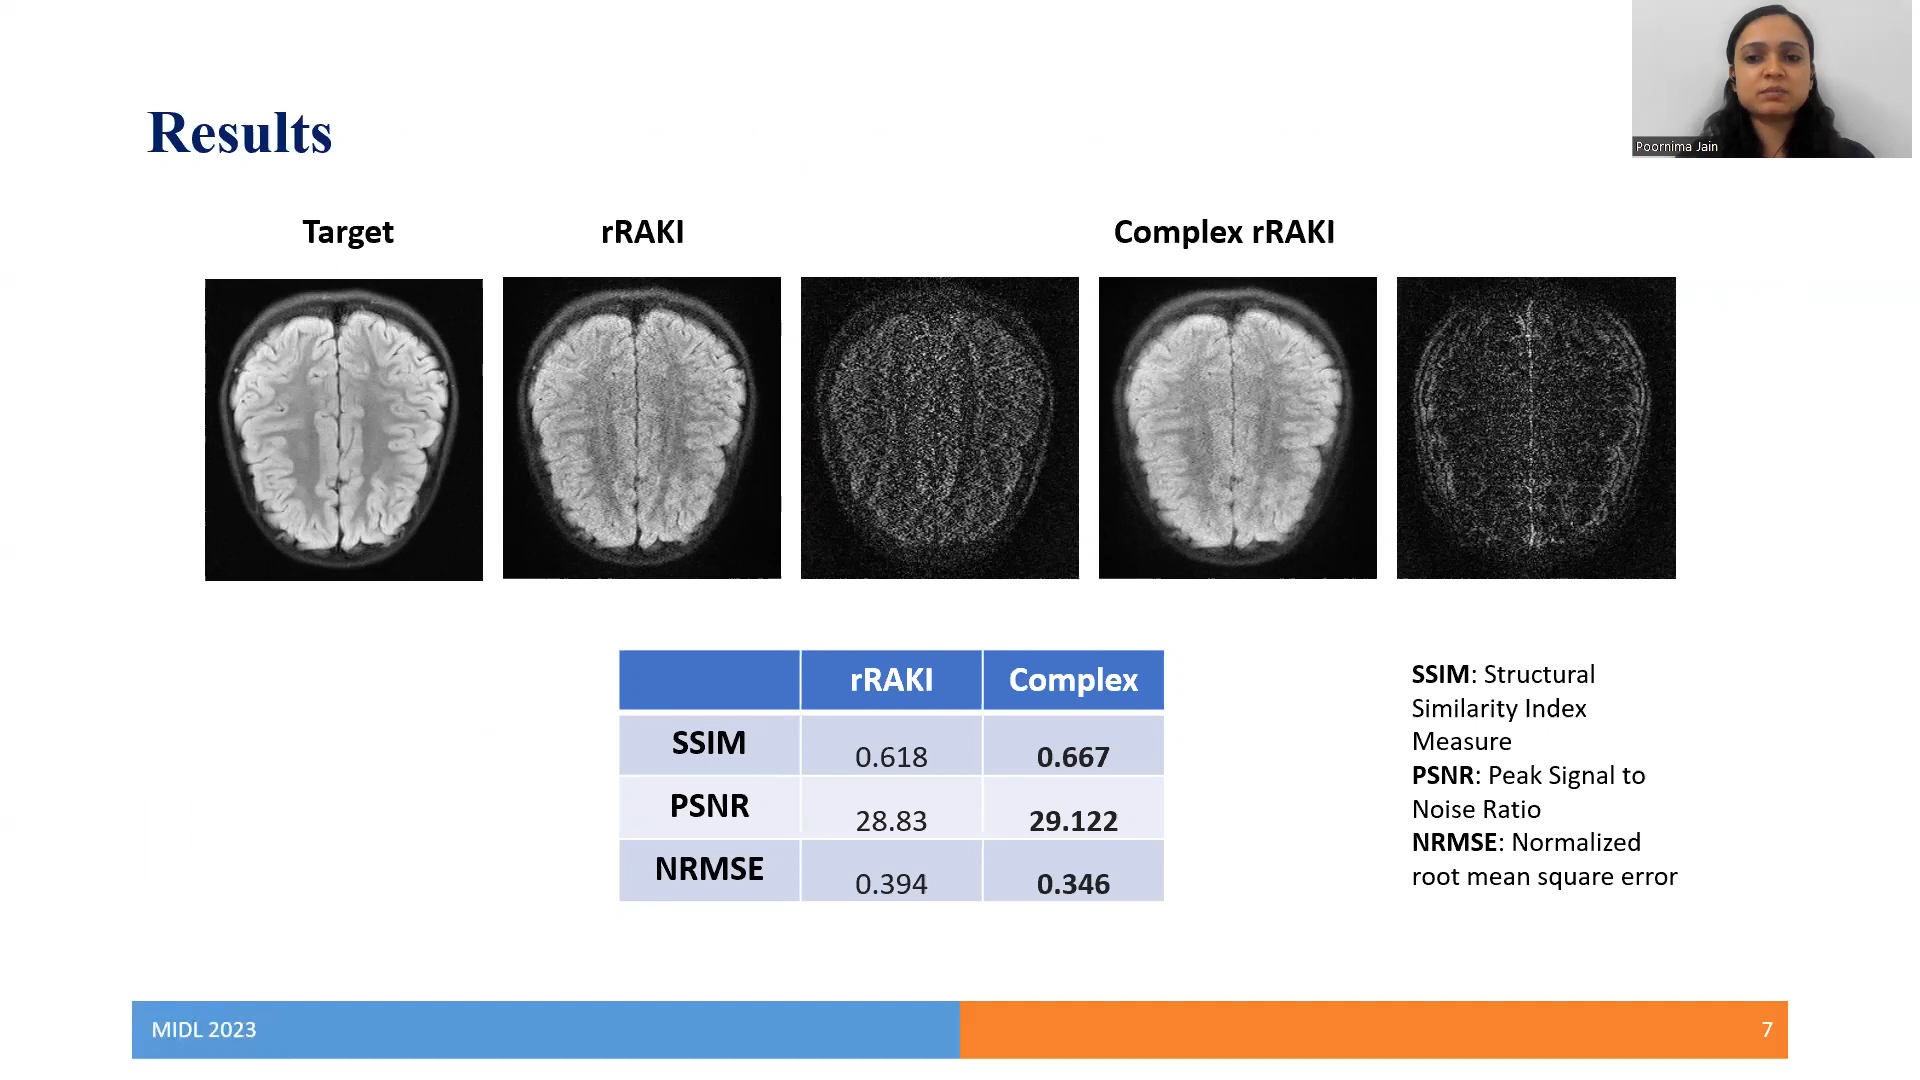 Poornima Jain
Results
Target
rRAKI
Complex rRAKI
rRAKI Complex
SSIM 0.618 0.667
PSNR 28.83 29.122
NRMSE 0.394 0.346
SSIM: Structural
Similarity Index
Measure
PSNR: Peak Signal to
Noise Ratio
NRMSE: Normalized
root mean square error
MIDL 2023
7